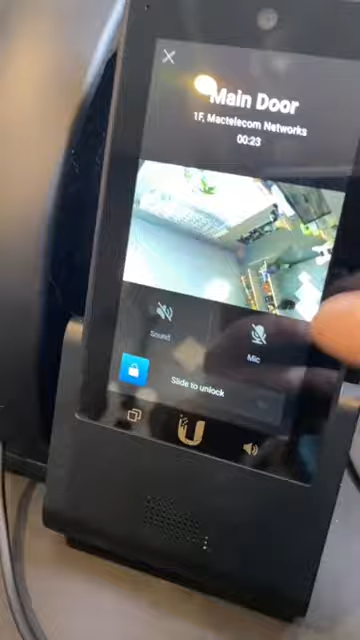 Main Door
1F, Mactelecom Networks
00:23
Sound
Mic
Slide to unlock
U